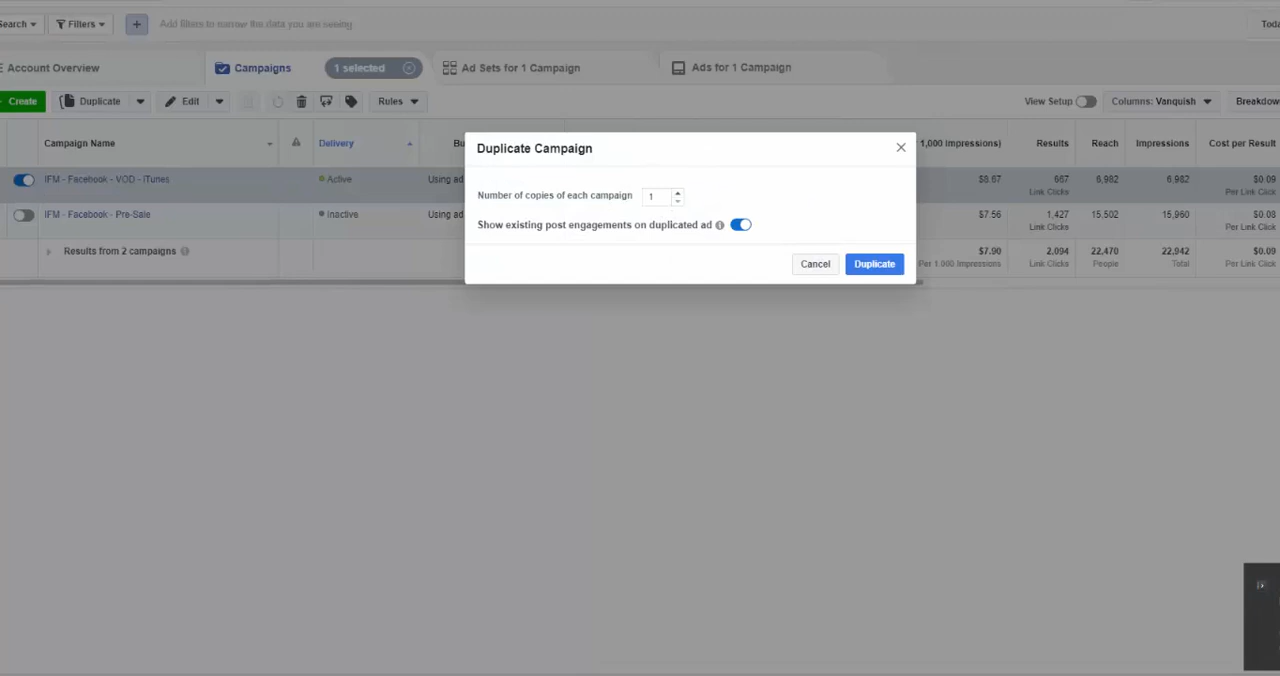 Search Filters + Add filters to narrow the data you are seeing.
Account Overview Campaigns 1 selected Ad Sets for 1 Campaign Ads for 1 Campaign
Create Duplicate Edit Rules View Setup Columns: Vanquish
Campaign Name Delivery 1,000 Impressions) Results Reach Impressions Cost per Result
Duplicate Campaign
IFM - Facebook - VOD - iTunes Active Using ad $8.67 667 6,982 6,982 $0.09
Link Clicks Per Link Click
Number of copies of each campaign 1
IFM - Facebook - Pre-Sale Inactive Using ad $7.56 1,427 15,502 15,960 $0.08
Link Clicks Per Link Click
Show existing post engagements on duplicated ad
Results from 2 campaigns $7.90 2,094 22,470 22,942 $0.09
Per 1,000 Impressions Link Clicks People Total Per Link Click
Cancel Duplicate